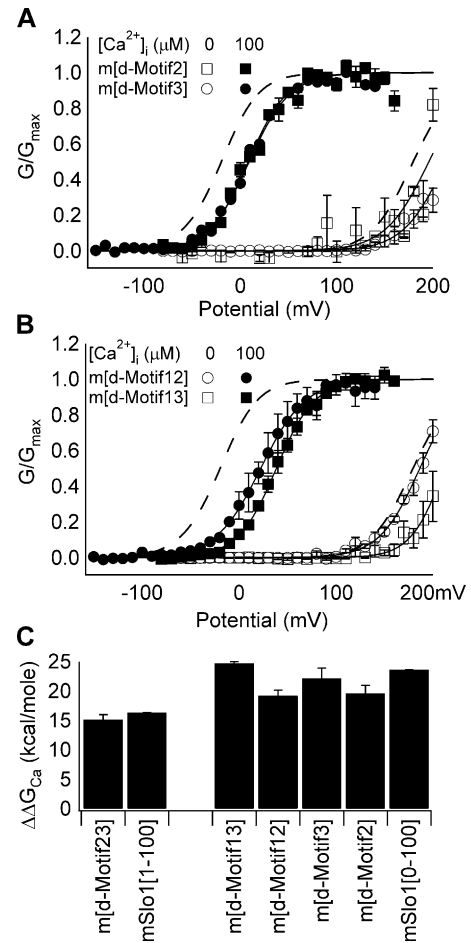 A
[Ca2+]i (μM) 0 100
m[d-Motif2]
m[d-Motif3]
G/Gmax
1.2
1.0
0.8
0.6
0.4
0.2
0.0
-100 0 100 200
Potential (mV)
B
[Ca2+]i (μM) 0 100
m[d-Motif12]
m[d-Motif13]
G/Gmax
1.2
1.0
0.8
0.6
0.4
0.2
0.0
-100 0 100 200mV
Potential (mV)
C
ΔΔGCa (kcal/mole)
25
20
15
10
5
0
m[d-Motif23]
mSlo1[1-100]
m[d-Motif13]
m[d-Motif12]
m[d-Motif3]
m[d-Motif2]
mSlo1[0-100]